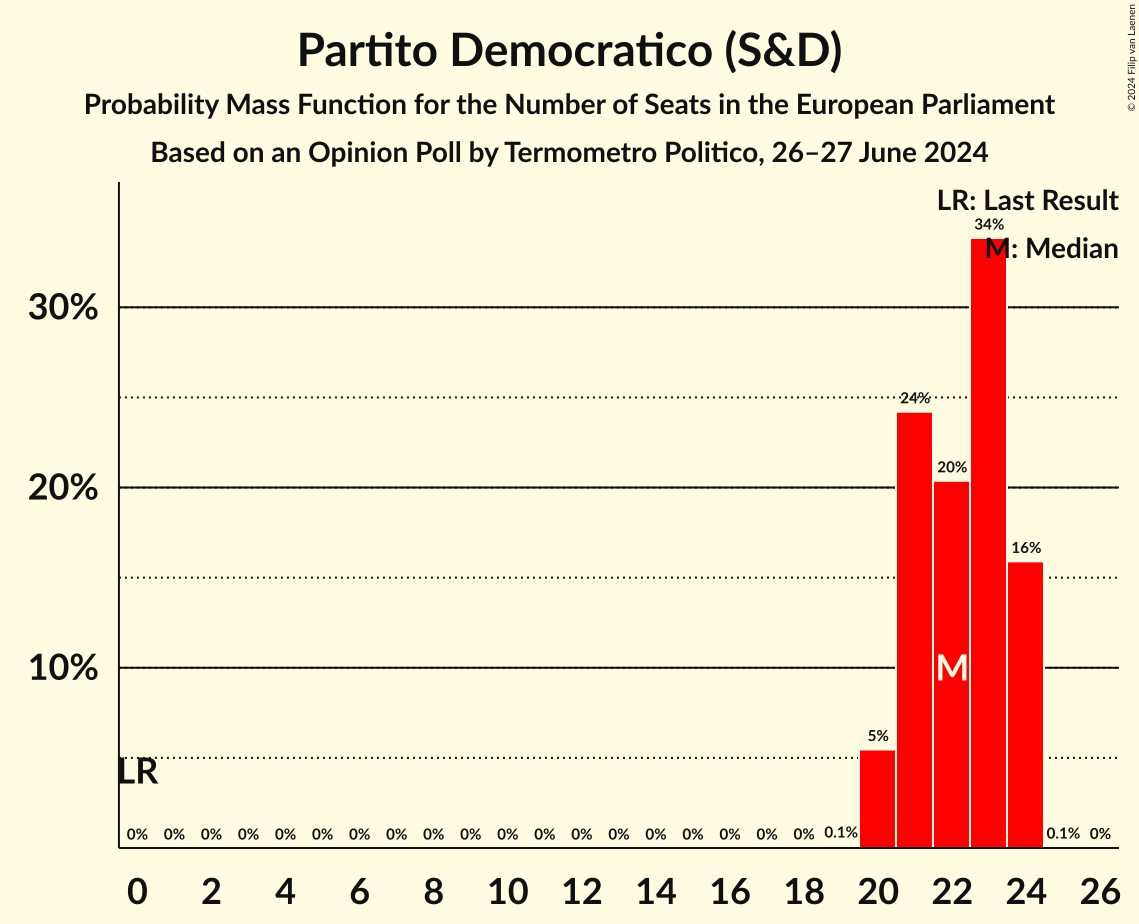 Partito Democratico (S&D)
Probability Mass Function for the Number of Seats in the European Parliament
Based on an Opinion Poll by Termometro Politico, 26–27 June 2024
© 2024 Filip van Laenen
LR: Last Result
M: Median
34%
30%
24%
20%
20%
16%
10%
M
5%
LR
0% 0% 0% 0% 0% 0% 0% 0% 0% 0% 0% 0% 0% 0% 0% 0% 0% 0% 0% 0.1% 0.1% 0%
0 2 4 6 8 10 12 14 16 18 20 22 24 26